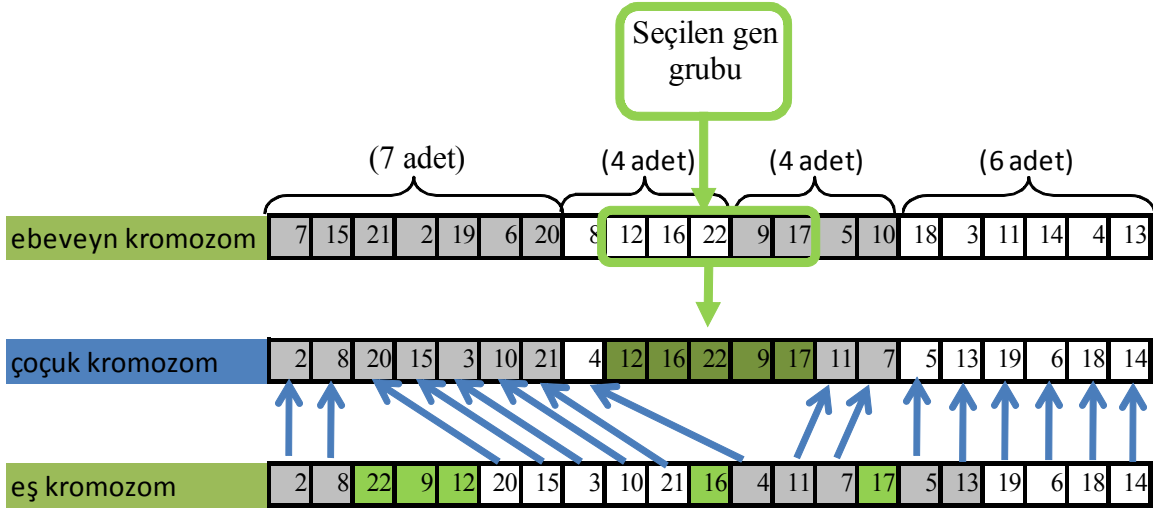 Seçilen gen
grubu
(7 adet) (4 adet) (4 adet) (6 adet)
ebeveyn kromozom 7 15 21 2 19 6 20 8 12 16 22 9 17 5 10 18 3 11 14 4 13
çoçuk kromozom 2 8 20 15 3 10 21 4 12 16 22 9 17 11 7 5 13 19 6 18 14
eş kromozom 2 8 22 9 12 20 15 3 10 21 16 4 11 7 17 5 13 19 6 18 14